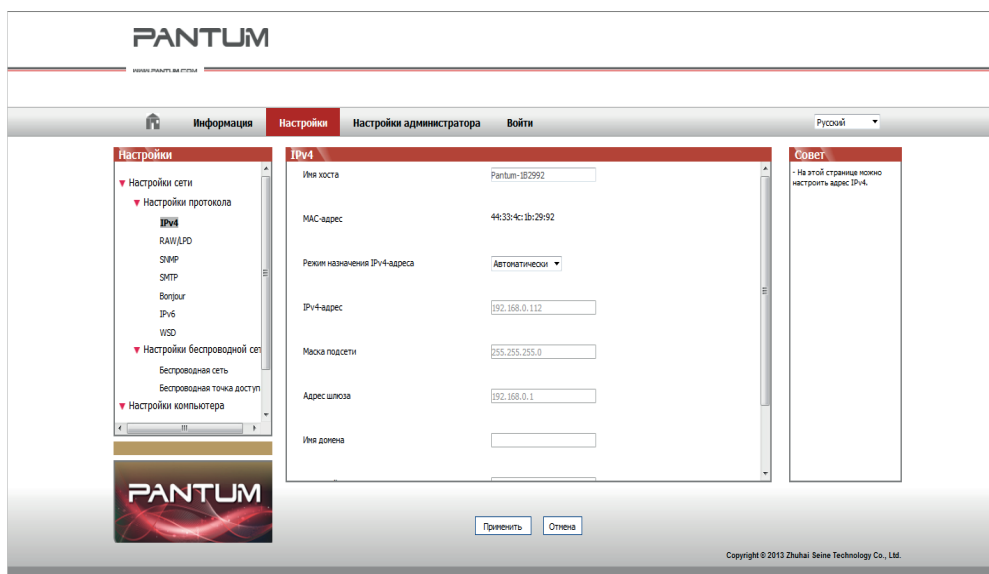 PANTUM
WWW.PANTUM.COM
Информация
Настройки
Настройки администратора
Войти
Русский
Настройки
Настройки сети
Настройки протокола
IPv4
RAW/LPD
SNMP
SMTP
Bonjour
IPv6
WSD
Настройки беспроводной сет
Беспроводная сеть
Беспроводная точка доступ
Настройки компьютера
PANTUM
IPv4
Имя хоста
Pantum-1B2992
MAC-адрес
44:33:4c:1b:29:92
Режим назначения IPv4-адреса
Автоматически
IPv4-адрес
192.168.0.112
Маска подсети
255.255.255.0
Адрес шлюза
192.168.0.1
Имя домена
Применить
Отмена
Совет
- На этой странице можно
настроить адрес IPv4.
Copyright © 2013 Zhuhai Seine Technology Co., Ltd.